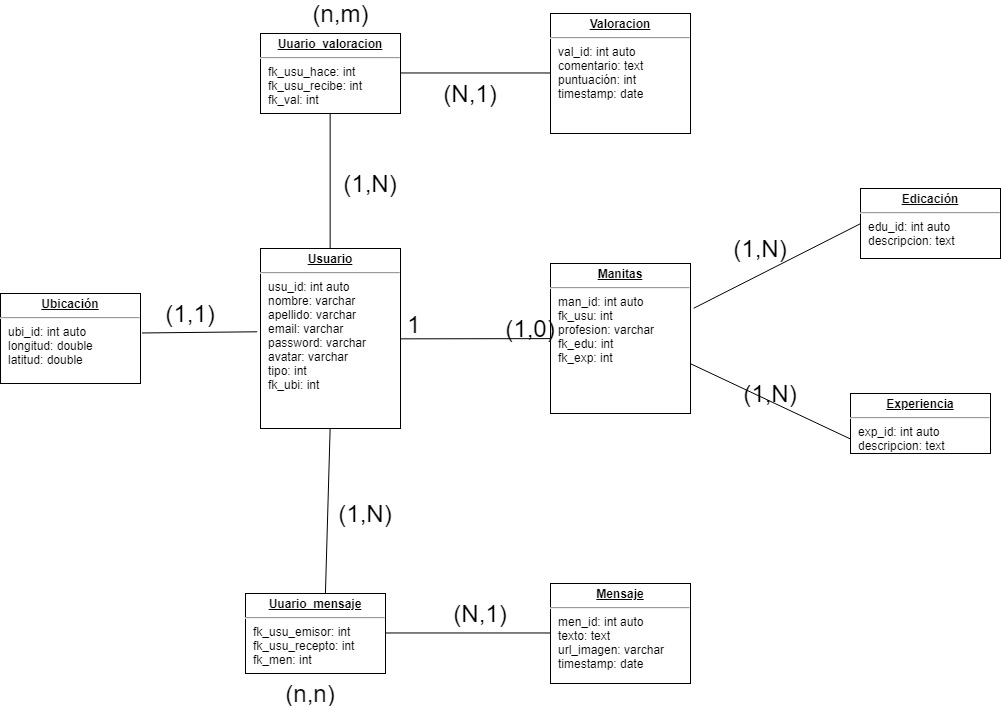 (n,m)
Uuario_valoracion
fk_usu_hace: int
fk_usu_recibe: int
fk_val: int
(N,1)
Valoracion
val_id: int auto
comentario: text
puntuación: int
timestamp: date
(1,N)
Ubicación
ubi_id: int auto
longitud: double
latitud: double
(1,1)
Usuario
usu_id: int auto
nombre: varchar
apellido: varchar
email: varchar
password: varchar
avatar: varchar
tipo: int
fk_ubi: int
1
(1,0)
Manitas
man_id: int auto
fk_usu: int
profesion: varchar
fk_edu: int
fk_exp: int
(1,N)
Edicación
edu_id: int auto
descripcion: text
(1,N)
Experiencia
exp_id: int auto
descripcion: text
(1,N)
Uuario_mensaje
fk_usu_emisor: int
fk_usu_recepto: int
fk_men: int
(n,n)
(N,1)
Mensaje
men_id: int auto
texto: text
url_imagen: varchar
timestamp: date